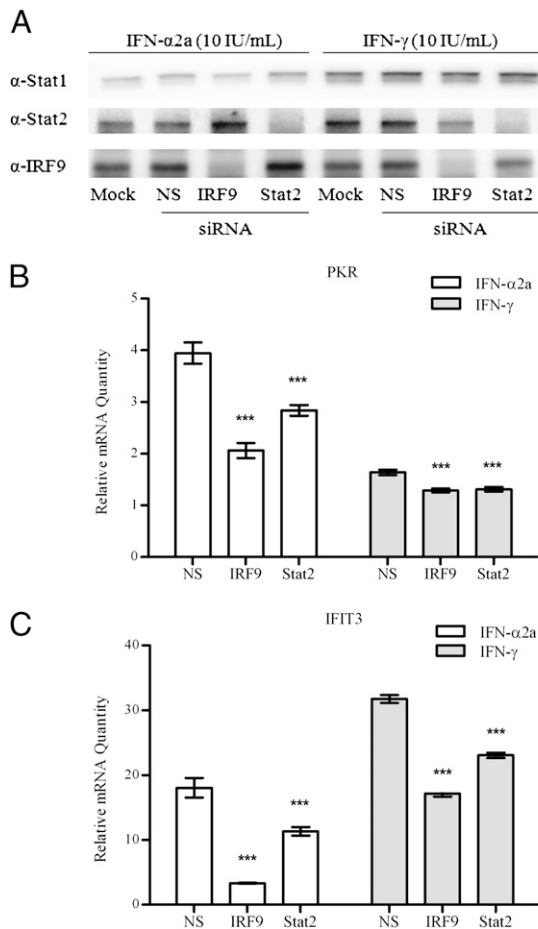 A
IFN-α2a (10 IU/mL) IFN-γ (10 IU/mL)
α-Stat1
α-Stat2
α-IRF9
Mock NS IRF9 Stat2 Mock NS IRF9 Stat2
siRNA siRNA
B
PKR
IFN-α2a
IFN-γ
Relative mRNA Quantity
5
4
3
2
1
0
*** *** *** ***
NS IRF9 Stat2 NS IRF9 Stat2
C
IFIT3
IFN-α2a
IFN-γ
Relative mRNA Quantity
40
30
20
10
0
*** *** *** ***
NS IRF9 Stat2 NS IRF9 Stat2